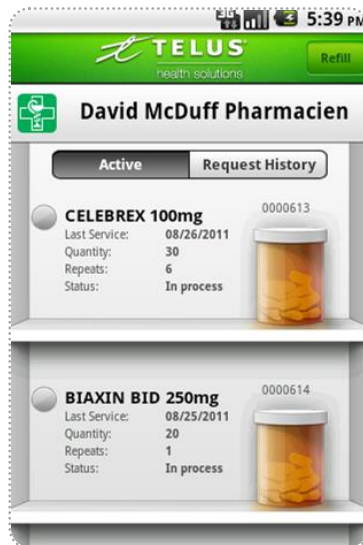 3G 5:39 PM
TELUS
health solutions
Refill
David McDuff Pharmacien
Active Request History
CELEBREX 100mg 0000613
Last Service: 08/26/2011
Quantity: 30
Repeats: 6
Status: In process
BIAXIN BID 250mg 0000614
Last Service: 08/25/2011
Quantity: 20
Repeats: 1
Status: In process